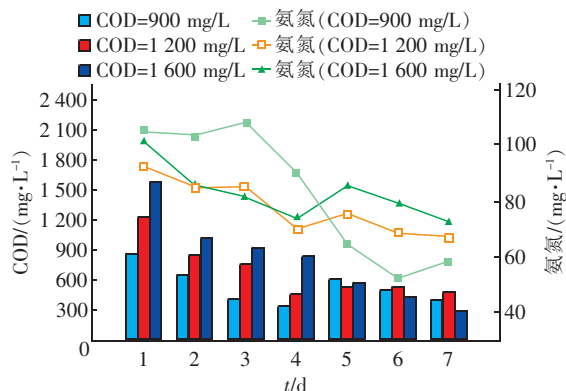 COD=900 mg/L 氨氮(COD=900 mg/L)
COD=1 200 mg/L 氨氮(COD=1 200 mg/L)
COD=1 600 mg/L 氨氮(COD=1 600 mg/L)
COD/(mg•L⁻¹)
2 400
2 100
1 800
1 500
1 200
900
600
300
0
120
100
80
60
40
氨氮/(mg•L⁻¹)
1 2 3 4 5 6 7
t/d